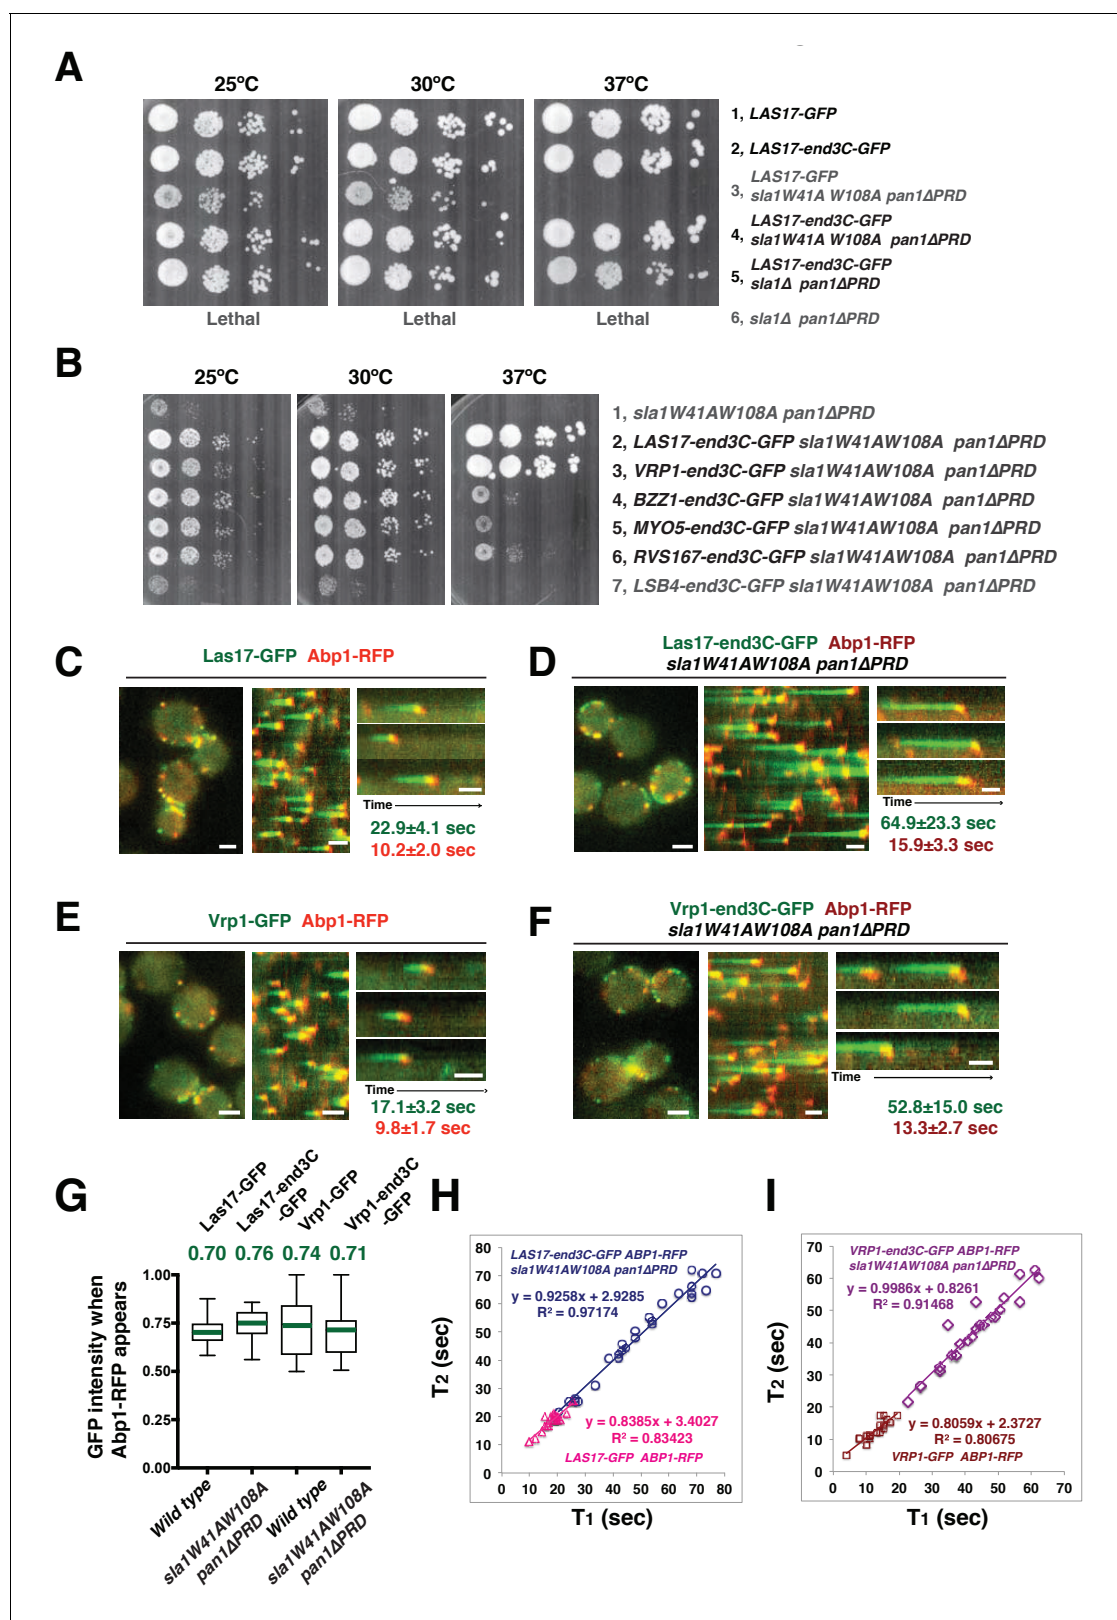 A
25ºC 30ºC 37ºC
1, LAS17-GFP
2, LAS17-end3C-GFP
3, LAS17-GFP
sla1W41A W108A pan1ΔPRD
4, LAS17-end3C-GFP
sla1W41A W108A pan1ΔPRD
5, LAS17-end3C-GFP
sla1Δ pan1ΔPRD
Lethal Lethal Lethal
6, sla1Δ pan1ΔPRD
B
25ºC 30ºC 37ºC
1, sla1W41AW108A pan1ΔPRD
2, LAS17-end3C-GFP sla1W41AW108A pan1ΔPRD
3, VRP1-end3C-GFP sla1W41AW108A pan1ΔPRD
4, BZZ1-end3C-GFP sla1W41AW108A pan1ΔPRD
5, MYO5-end3C-GFP sla1W41AW108A pan1ΔPRD
6, RVS167-end3C-GFP sla1W41AW108A pan1ΔPRD
7, LSB4-end3C-GFP sla1W41AW108A pan1ΔPRD
C
Las17-GFP Abp1-RFP
Time
22.9±4.1 sec
10.2±2.0 sec
D
Las17-end3C-GFP Abp1-RFP
sla1W41AW108A pan1ΔPRD
Time
64.9±23.3 sec
15.9±3.3 sec
E
Vrp1-GFP Abp1-RFP
Time
17.1±3.2 sec
9.8±1.7 sec
F
Vrp1-end3C-GFP Abp1-RFP
sla1W41AW108A pan1ΔPRD
Time
52.8±15.0 sec
13.3±2.7 sec
G
Las17-GFP
Las17-end3C
-GFP
Vrp1-GFP
Vrp1-end3C
-GFP
0.70 0.76 0.74 0.71
GFP intensity when
Abp1-RFP appears
1.00
0.75
0.50
0.25
0.00
Wild type
sla1W41AW108A
pan1ΔPRD
Wild type
sla1W41AW108A
pan1ΔPRD
H
LAS17-end3C-GFP ABP1-RFP
sla1W41AW108A pan1ΔPRD
y = 0.9258x + 2.9285
R² = 0.97174
y = 0.8385x + 3.4027
R² = 0.83423
LAS17-GFP ABP1-RFP
T2 (sec)
80
70
60
50
40
30
20
10
0
0 10 20 30 40 50 60 70 80
T1 (sec)
I
VRP1-end3C-GFP ABP1-RFP
sla1W41AW108A pan1ΔPRD
y = 0.9986x + 0.8261
R² = 0.91468
y = 0.8059x + 2.3727
R² = 0.80675
VRP1-GFP ABP1-RFP
T2 (sec)
70
60
50
40
30
20
10
0
0 10 20 30 40 50 60 70
T1 (sec)